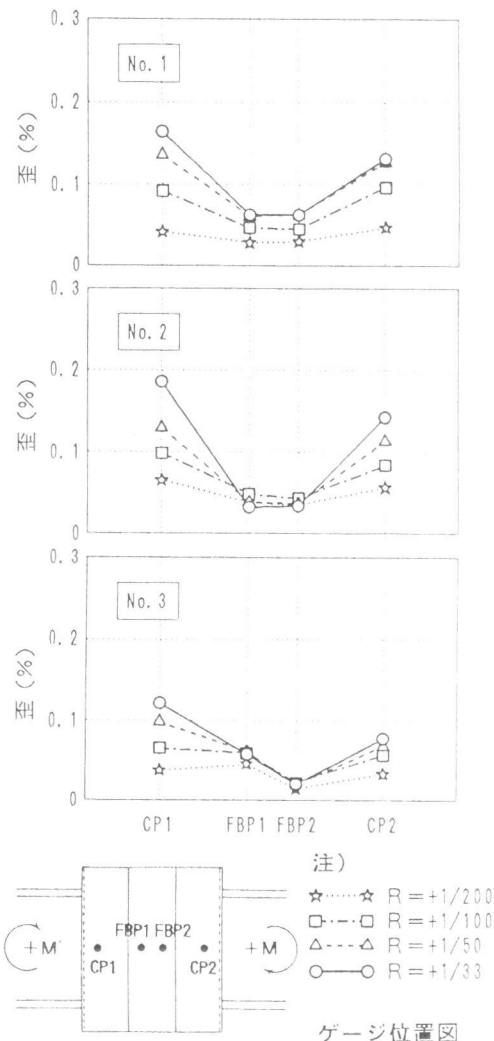 0.3
No. 1
0.2
歪 (%)
0.1
0
0.3
No. 2
0.2
歪 (%)
0.1
0
0.3
No. 3
0.2
歪 (%)
0.1
0
CP1 FBP1 FBP2 CP2
注)
R=+1/200
R=+1/100
R=+1/50
R=+1/33
FBP1 FBP2
+M +M
CP1 CP2
ゲージ位置図